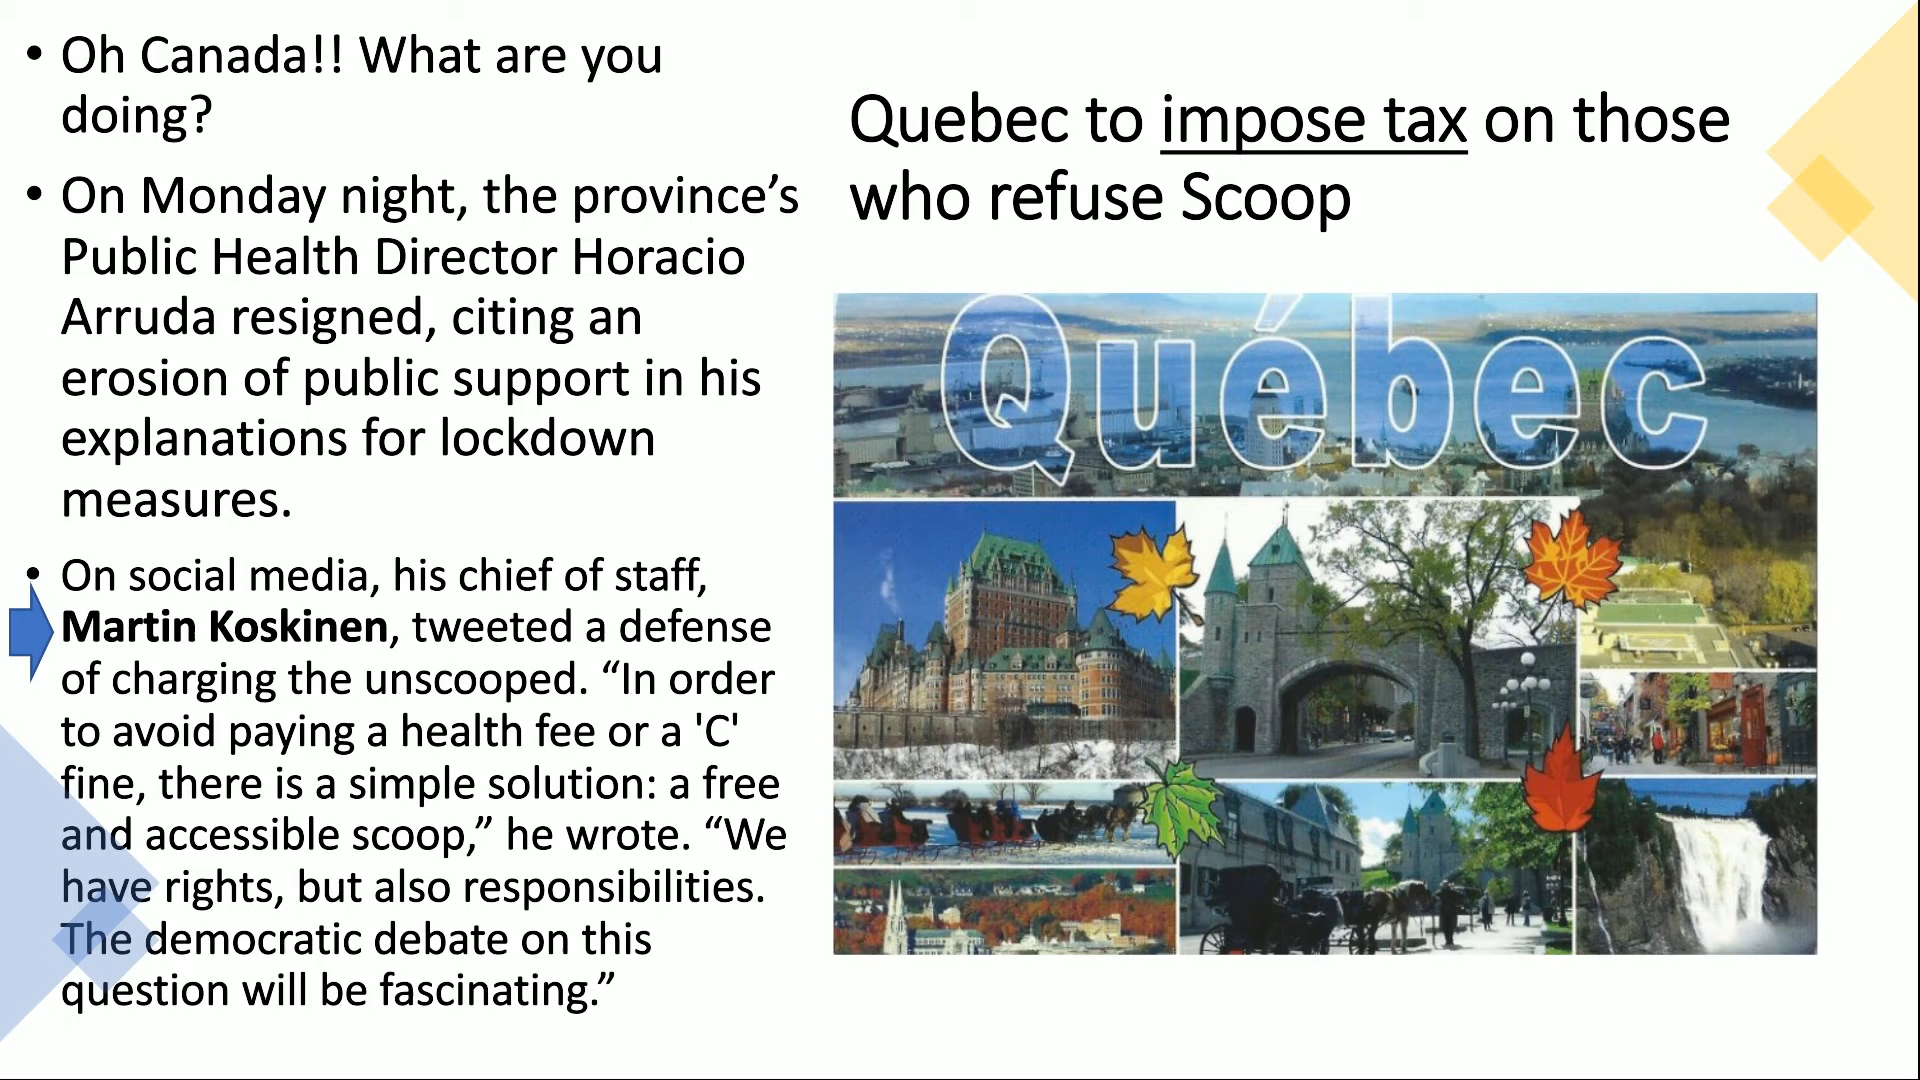 • Oh Canada!! What are you
doing?
• On Monday night, the province’s
Public Health Director Horacio
Arruda resigned, citing an
erosion of public support in his
explanations for lockdown
measures.
• On social media, his chief of staff,
Martin Koskinen, tweeted a defense
of charging the unscooped. “In order
to avoid paying a health fee or a 'C'
fine, there is a simple solution: a free
and accessible scoop,” he wrote. “We
have rights, but also responsibilities.
The democratic debate on this
question will be fascinating.”
Quebec to impose tax on those
who refuse Scoop
Québec